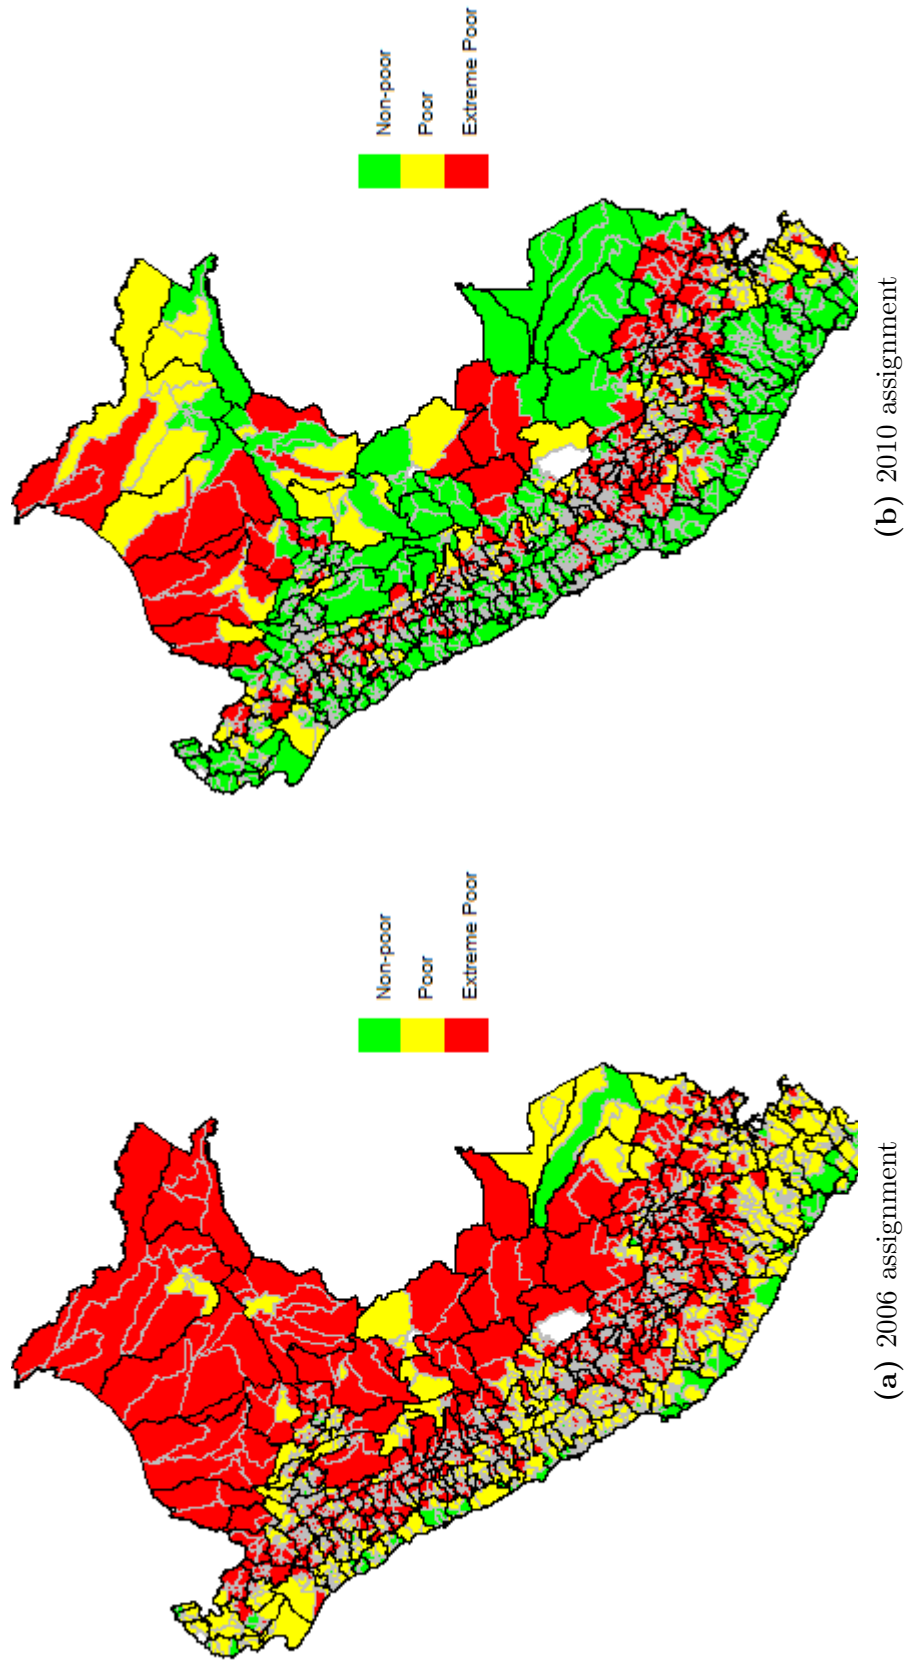 Non-poor
Poor
Extreme Poor
(a) 2006 assignment
Non-poor
Poor
Extreme Poor
(b) 2010 assignment